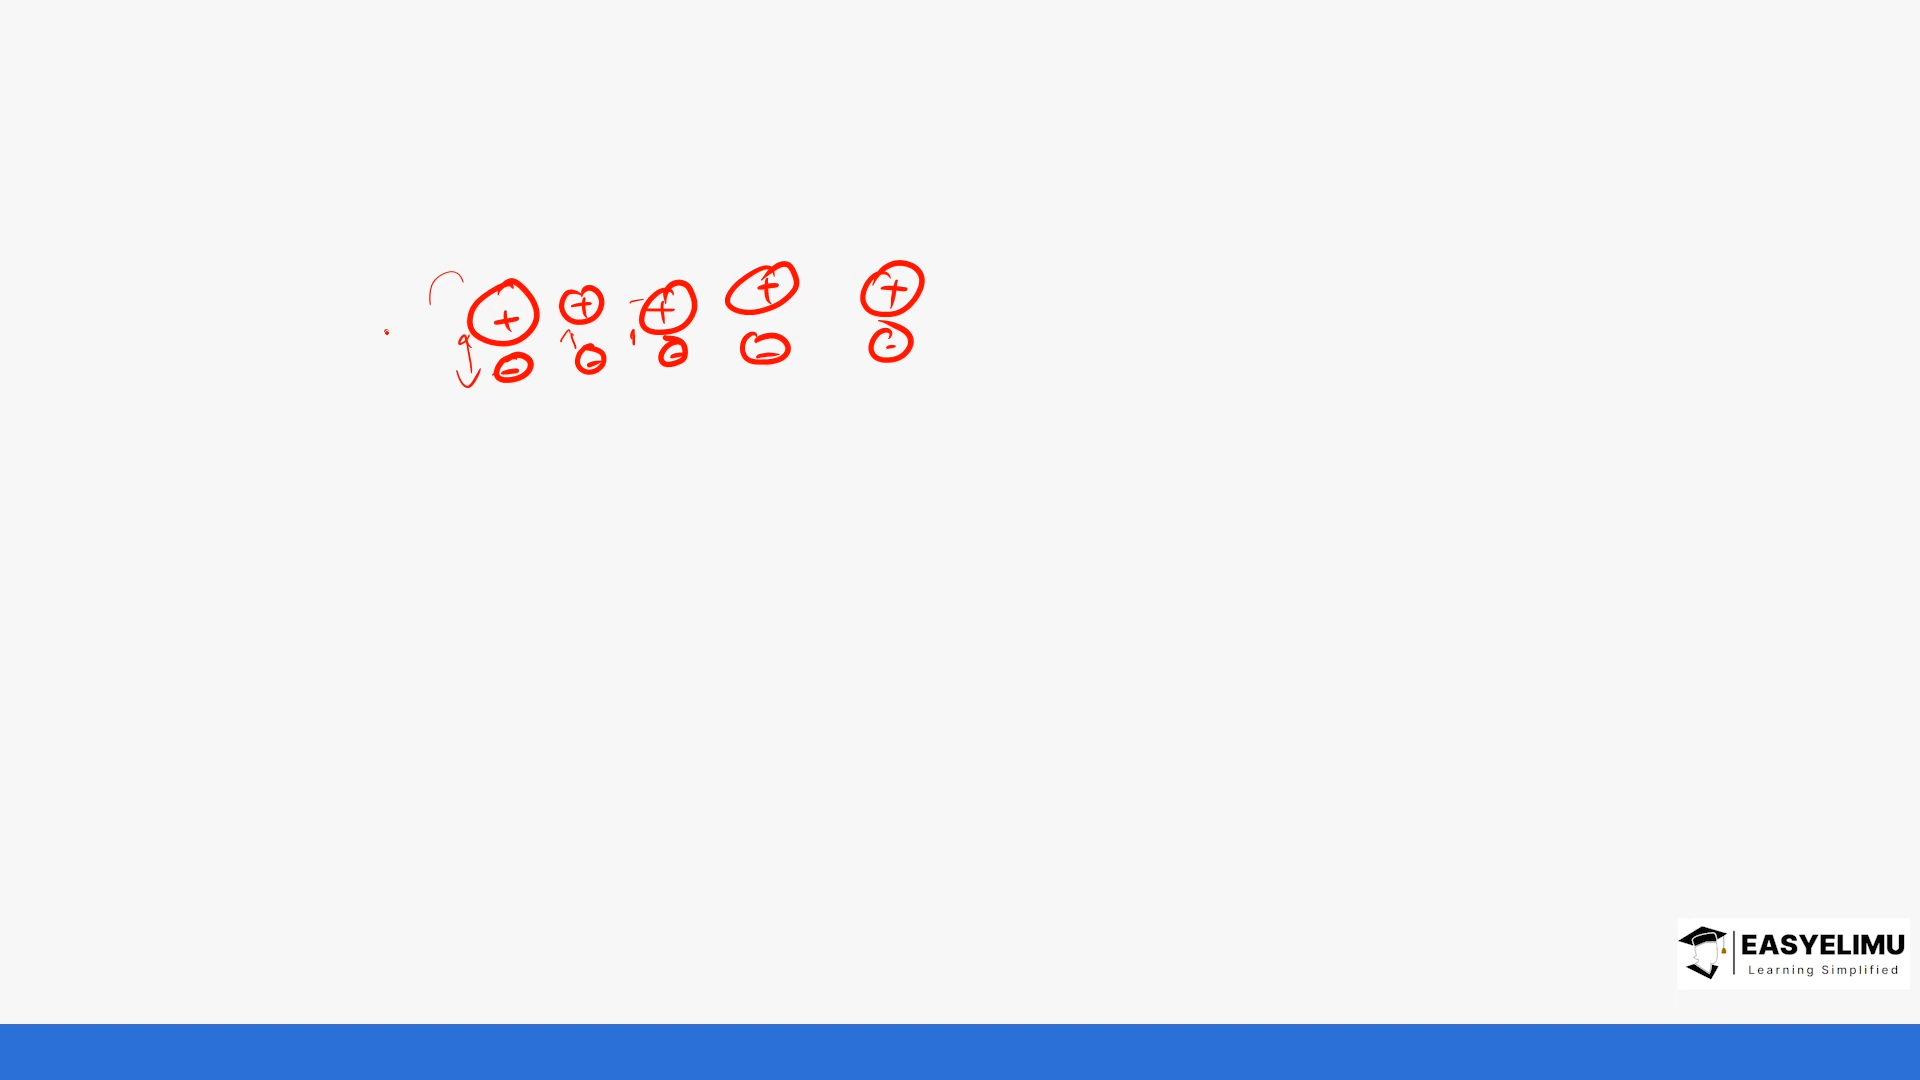 + + + + +
- - - - -
EASYELIMU
Learning Simplified